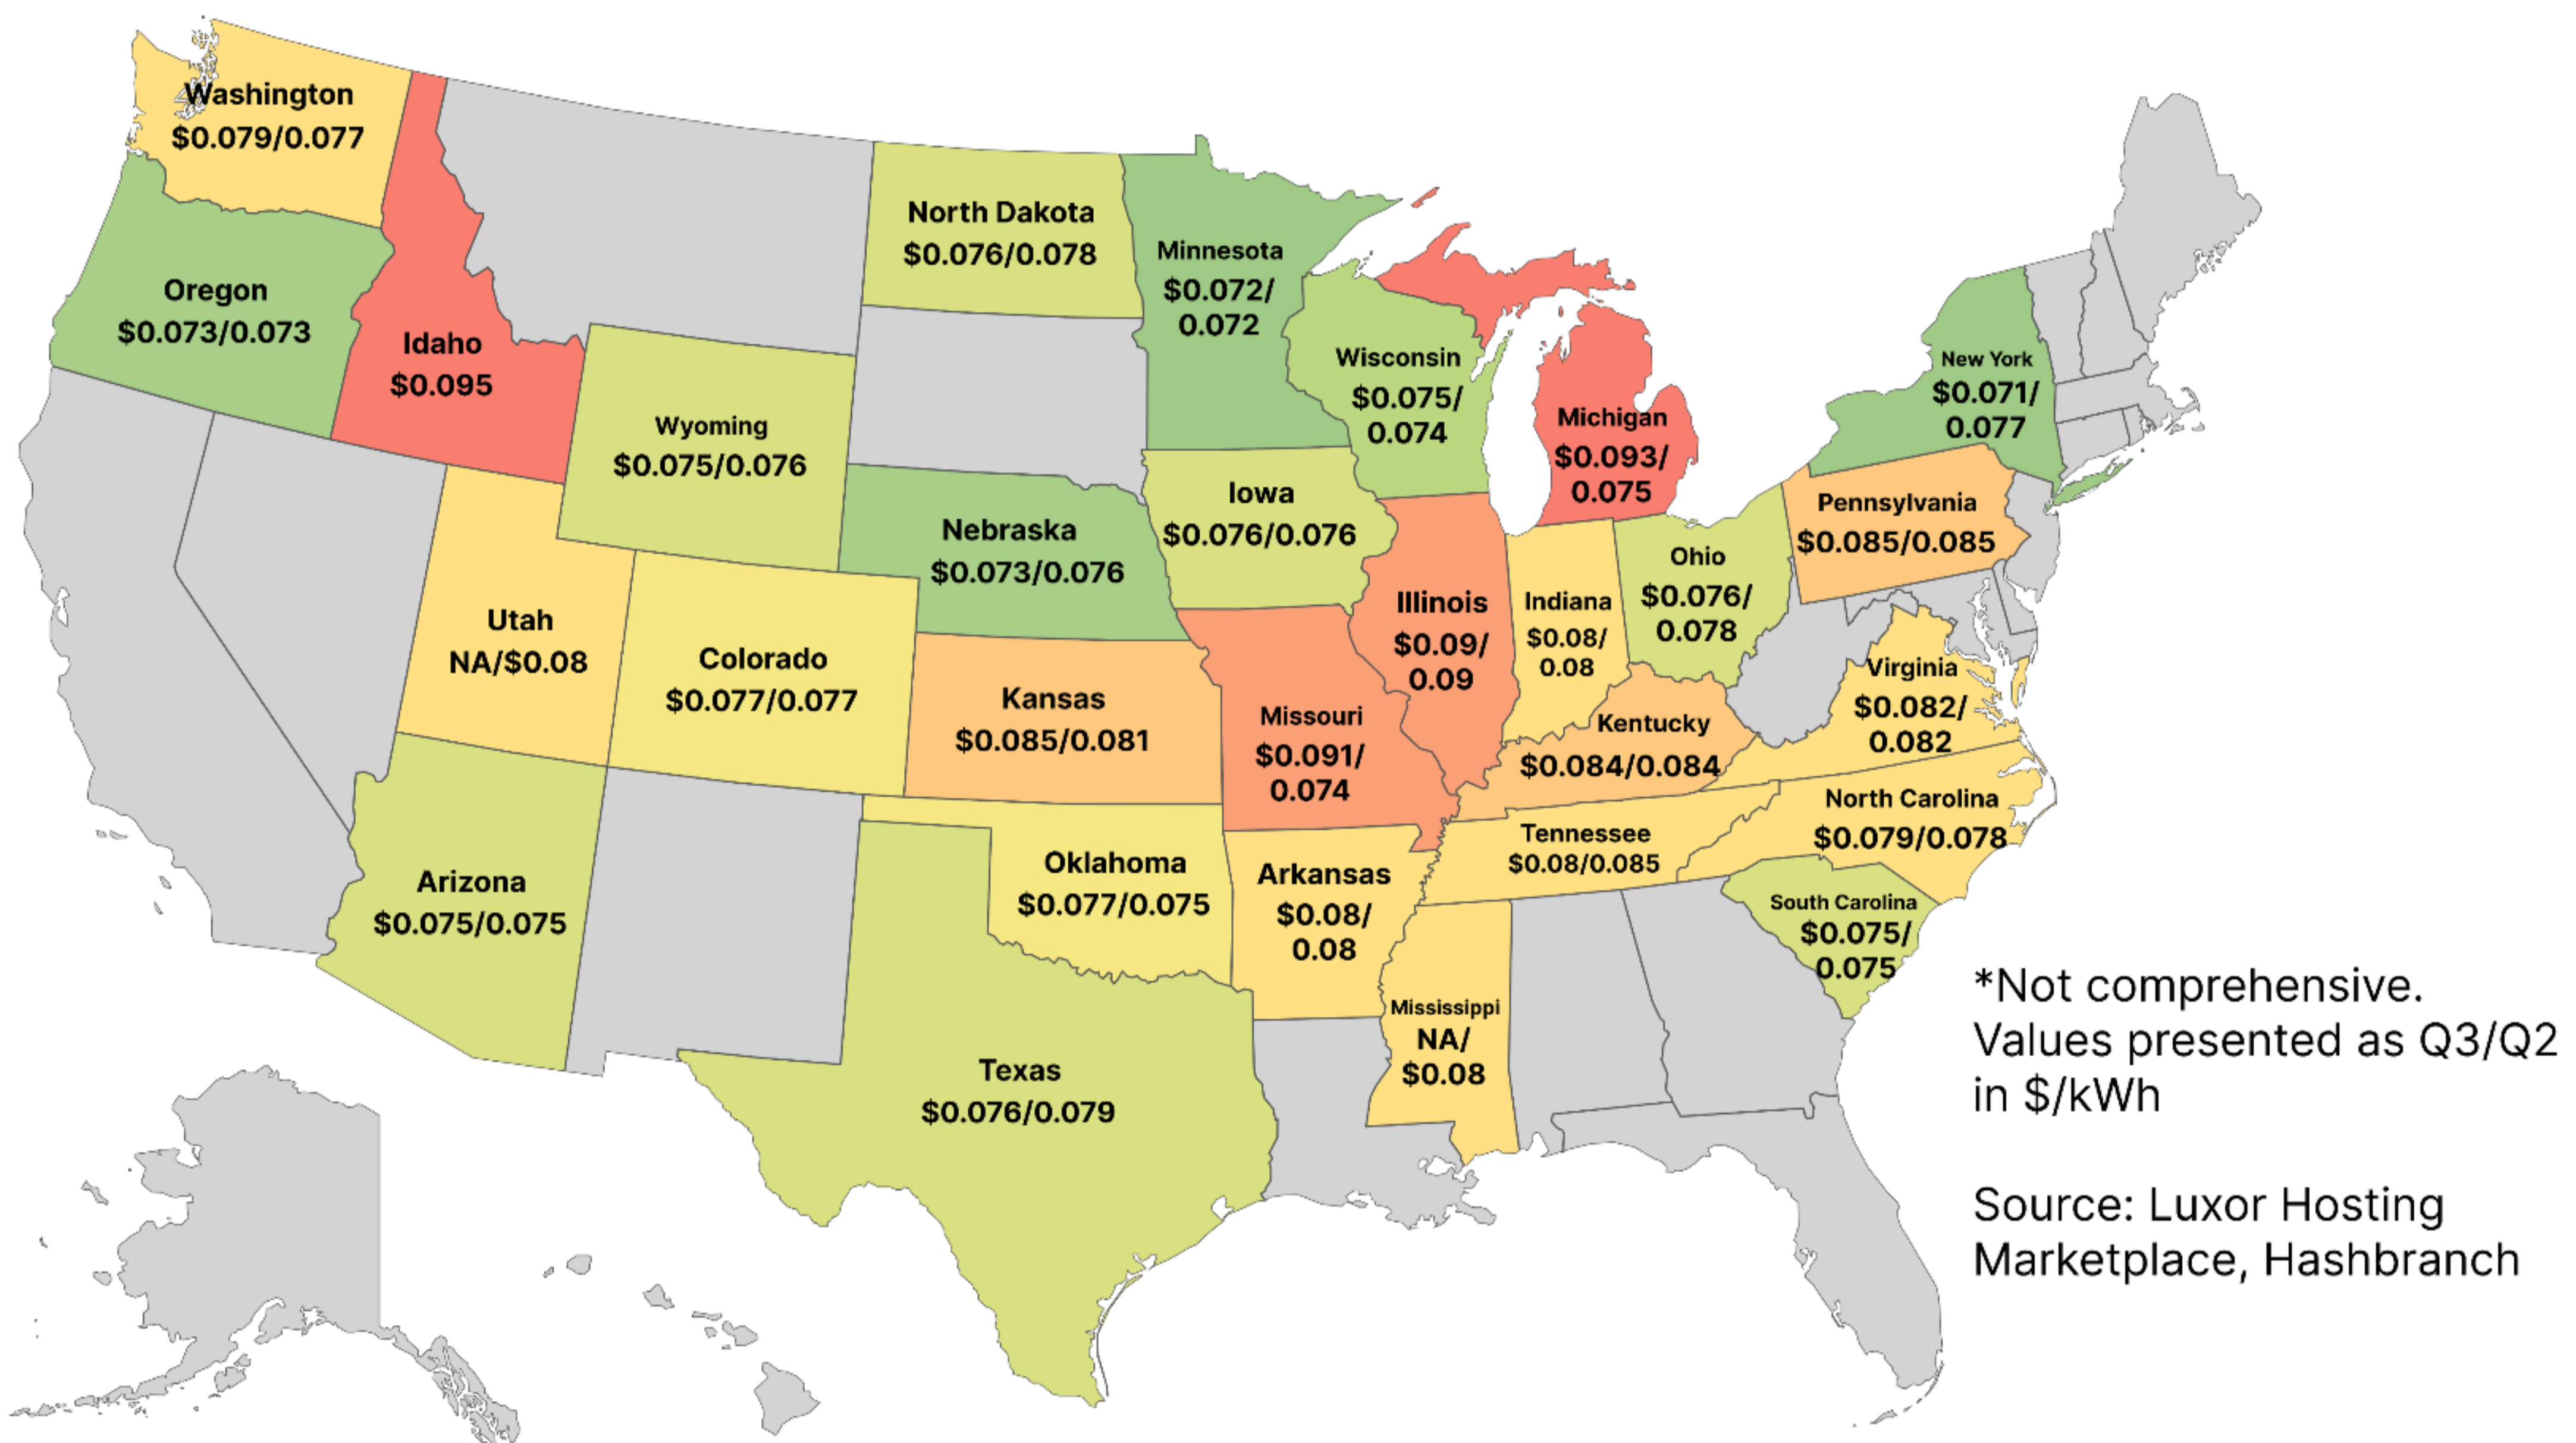 Washington
$0.079/0.077
Oregon
$0.073/0.073
Idaho
$0.095
North Dakota
$0.076/0.078
Minnesota
$0.072/
0.072
Wisconsin
$0.075/
0.074
Michigan
$0.093/
0.075
New York
$0.071/
0.077
Wyoming
$0.075/0.076
Nebraska
$0.073/0.076
Iowa
$0.076/0.076
Pennsylvania
$0.085/0.085
Ohio
$0.076/
0.078
Illinois
$0.09/
0.09
Indiana
$0.08/
0.08
Utah
NA/$0.08
Colorado
$0.077/0.077
Kansas
$0.085/0.081
Missouri
$0.091/
0.074
Kentucky
$0.084/0.084
Virginia
$0.082/
0.082
North Carolina
$0.079/0.078
Tennessee
$0.08/0.085
Arizona
$0.075/0.075
Oklahoma
$0.077/0.075
Arkansas
$0.08/
0.08
South Carolina
$0.075/
0.075
Mississippi
NA/
$0.08
Texas
$0.076/0.079
*Not comprehensive.
Values presented as Q3/Q2
in $/kWh
Source: Luxor Hosting
Marketplace, Hashbranch